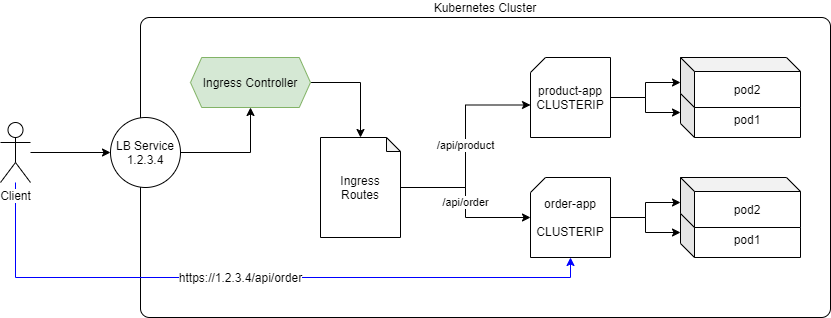 Kubernetes Cluster
Ingress Controller
product-app
CLUSTERIP
pod2
pod1
LB Service
1.2.3.4
/api/product
Ingress
Routes
Client
/api/order
order-app
CLUSTERIP
pod2
pod1
https://1.2.3.4/api/order